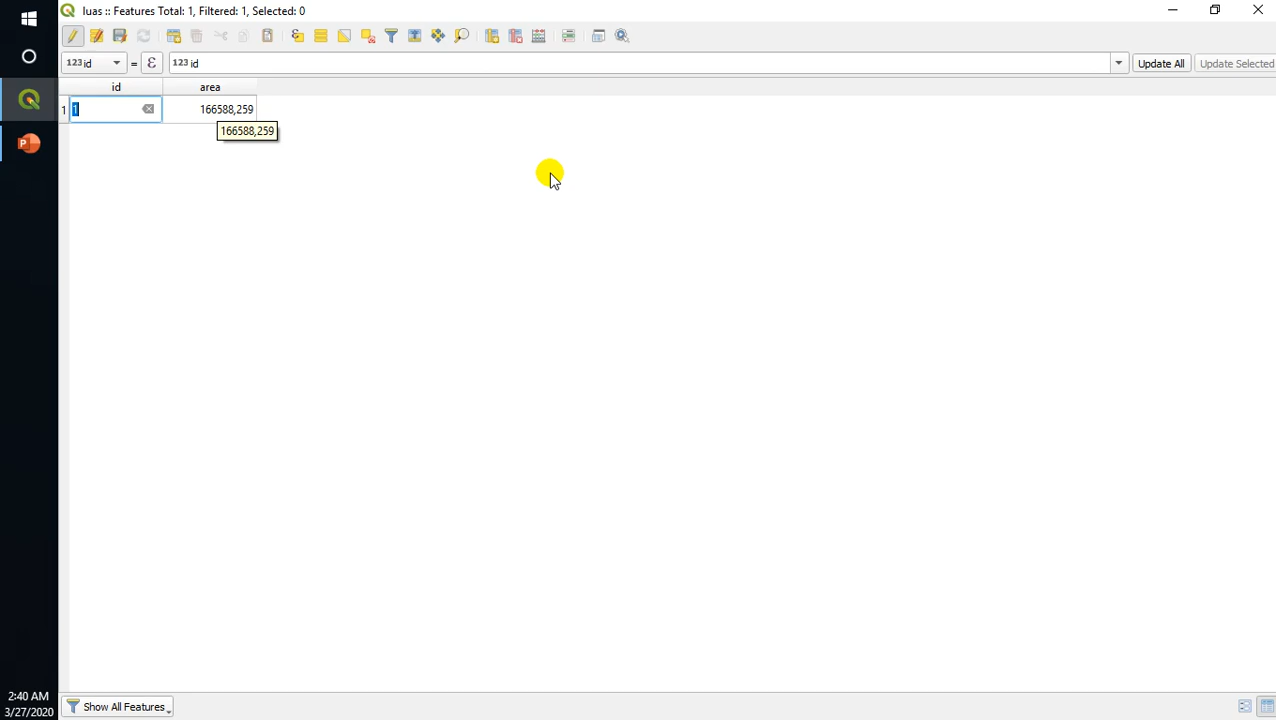 luas :: Features Total: 1, Filtered: 1, Selected: 0
123 id = ε 123 id Update All Update Selected
id area
1 1 166588,259
166588,259
P
2:40 AM
3/27/2020
Show All Features